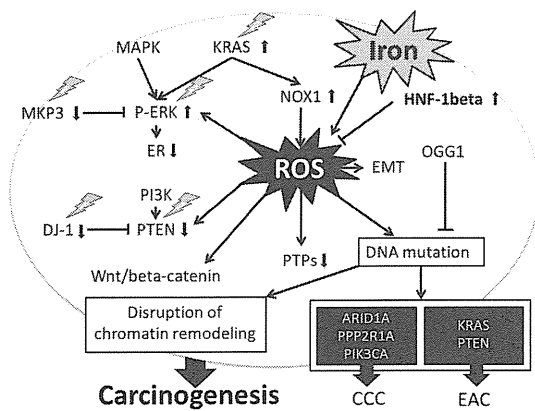 MAPK
KRAS ↑
Iron
MKP3 ↓
P-ERK ↑
NOX1 ↑
HNF-1beta ↑
ER ↓
ROS
EMT
OGG1
PI3K
DJ-1 ↓
PTEN ↓
Wnt/beta-catenin
PTPs ↓
DNA mutation
Disruption of
chromatin remodeling
ARID1A
PPP2R1A
PIK3CA
KRAS
PTEN
Carcinogenesis
CCC
EAC